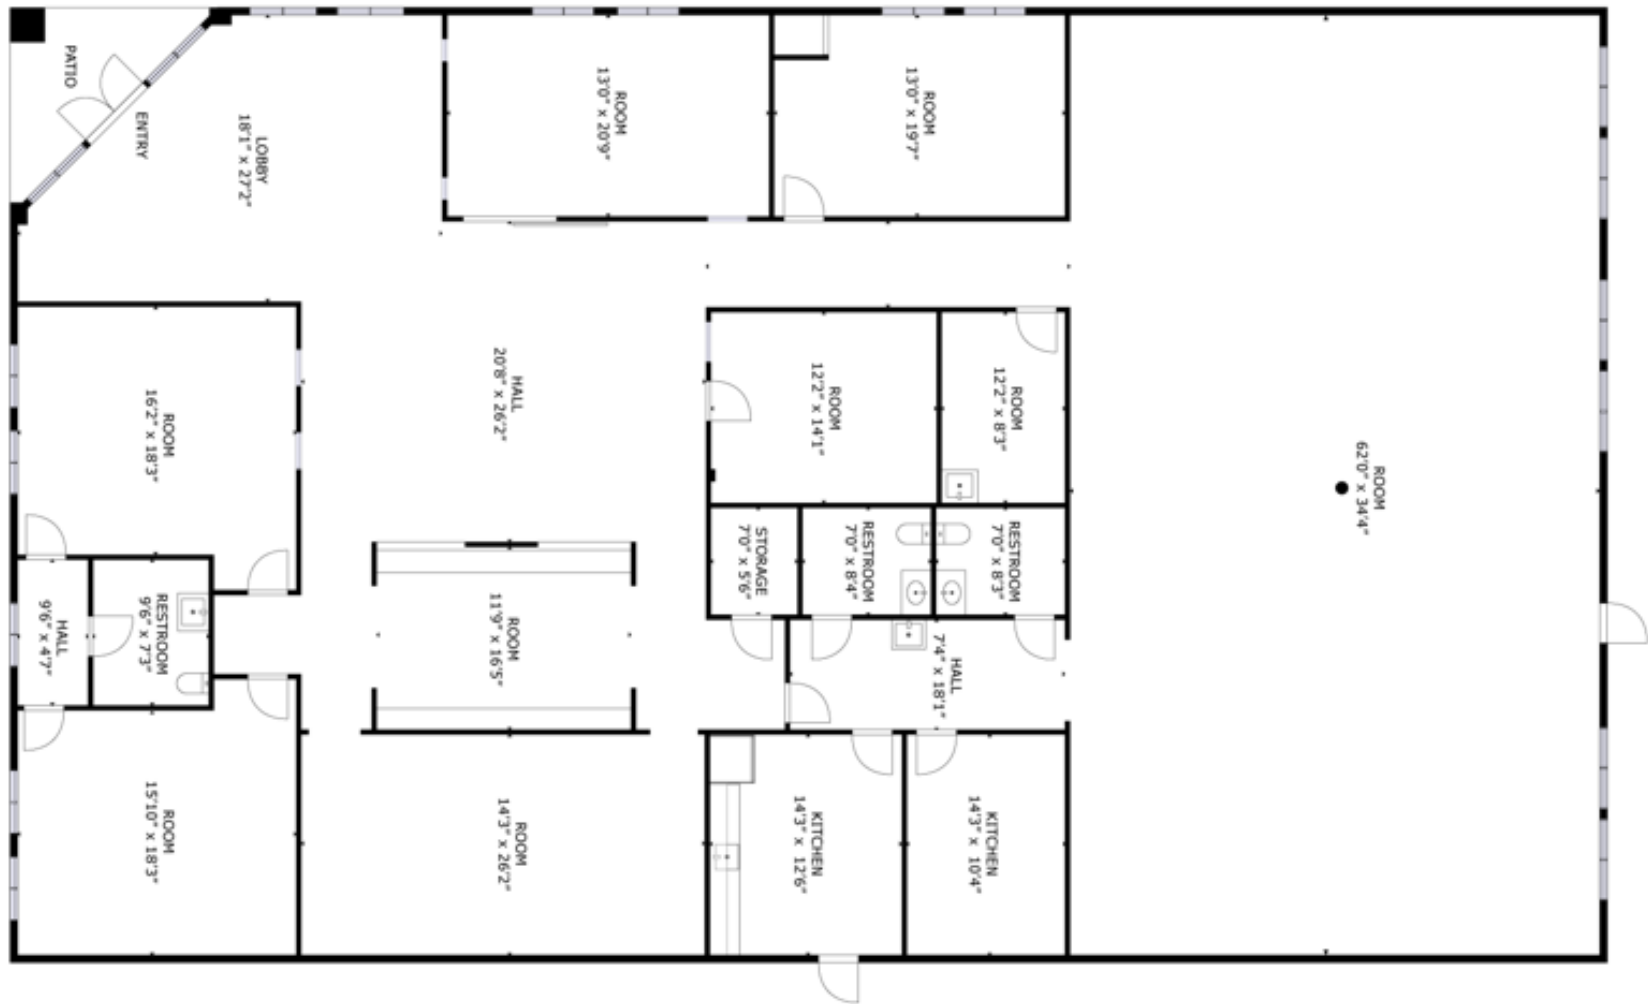 PATIO
ENTRY
LOBBY
18'1" x 27'2"
ROOM
13'0" x 20'9"
ROOM
13'0" x 19'7"
ROOM
16'2" x 18'3"
HALL
20'8" x 26'2"
ROOM
12'2" x 14'1"
ROOM
12'2" x 8'3"
ROOM
62'0" x 34'4"
STORAGE
7'0" x 5'6"
RESTROOM
7'0" x 8'4"
RESTROOM
7'0" x 8'3"
HALL
9'6" x 4'7"
RESTROOM
9'6" x 7'3"
ROOM
11'9" x 16'5"
HALL
7'4" x 18'1"
ROOM
15'10" x 18'3"
ROOM
14'3" x 26'2"
KITCHEN
14'3" x 12'6"
KITCHEN
14'3" x 10'4"